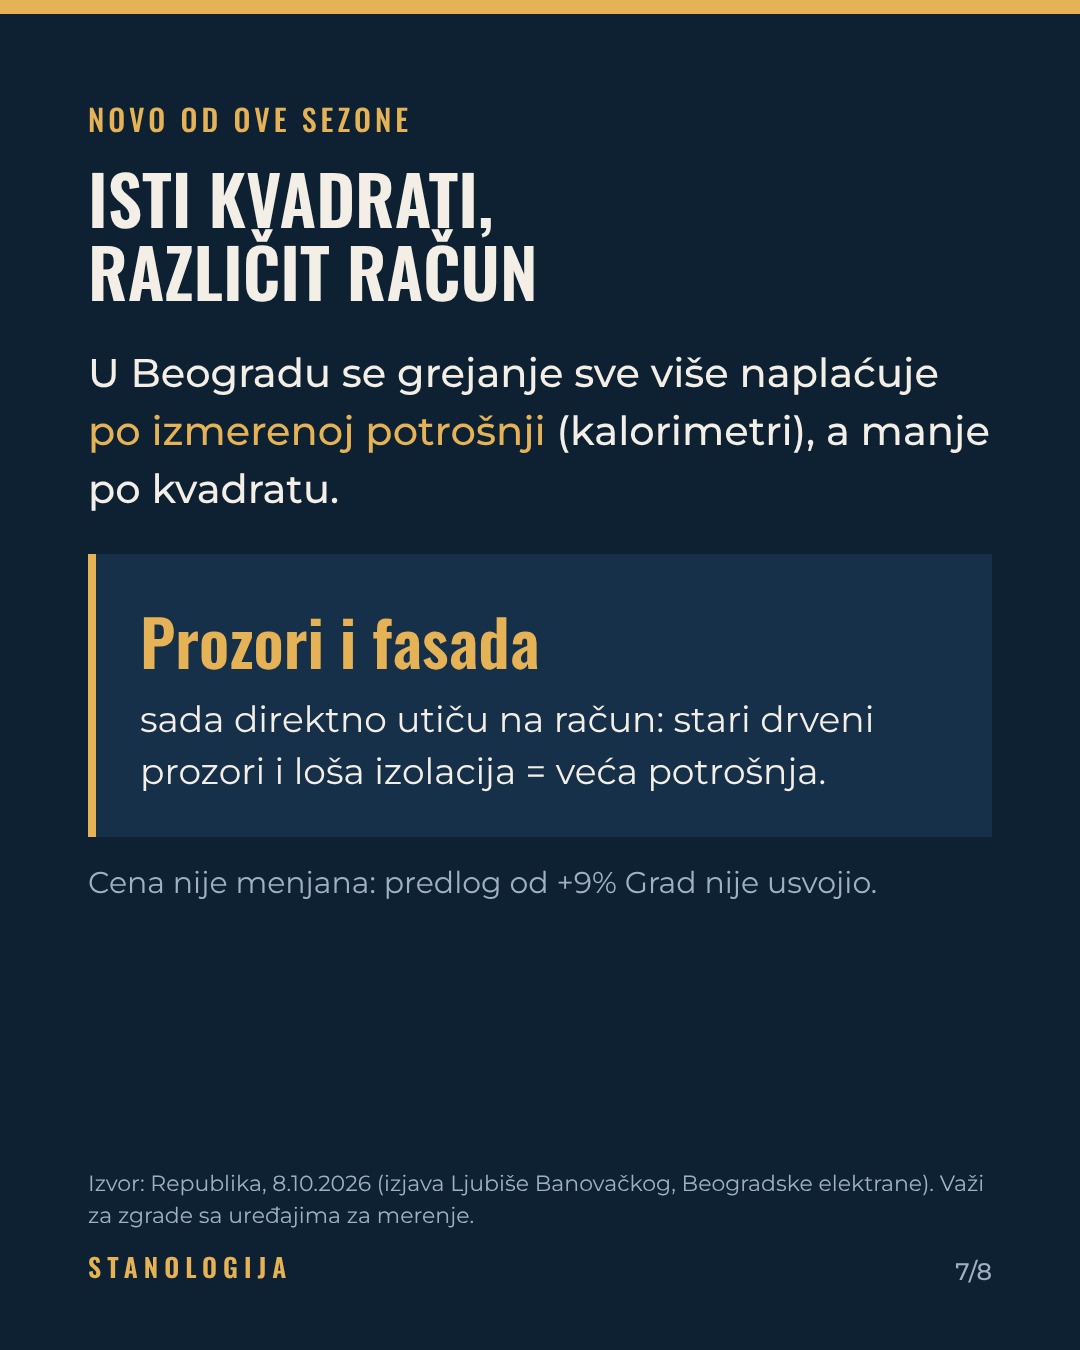 NOVO OD OVE SEZONE
ISTI KVADRATI,
RAZLIČIT RAČUN
U Beogradu se grejanje sve više naplaćuje
po izmerenoj potrošnji (kalorimetri), a manje
po kvadratu.
Prozori i fasada
sada direktno utiču na račun: stari drveni
prozori i loša izolacija = veća potrošnja.
Cena nije menjana: predlog od +9% Grad nije usvojio.
Izvor: Republika, 8.10.2026 (izjava Ljubiše Banovačkog, Beogradske elektrane). Važi
za zgrade sa uređajima za merenje.
STANOLOGIJA
7/8